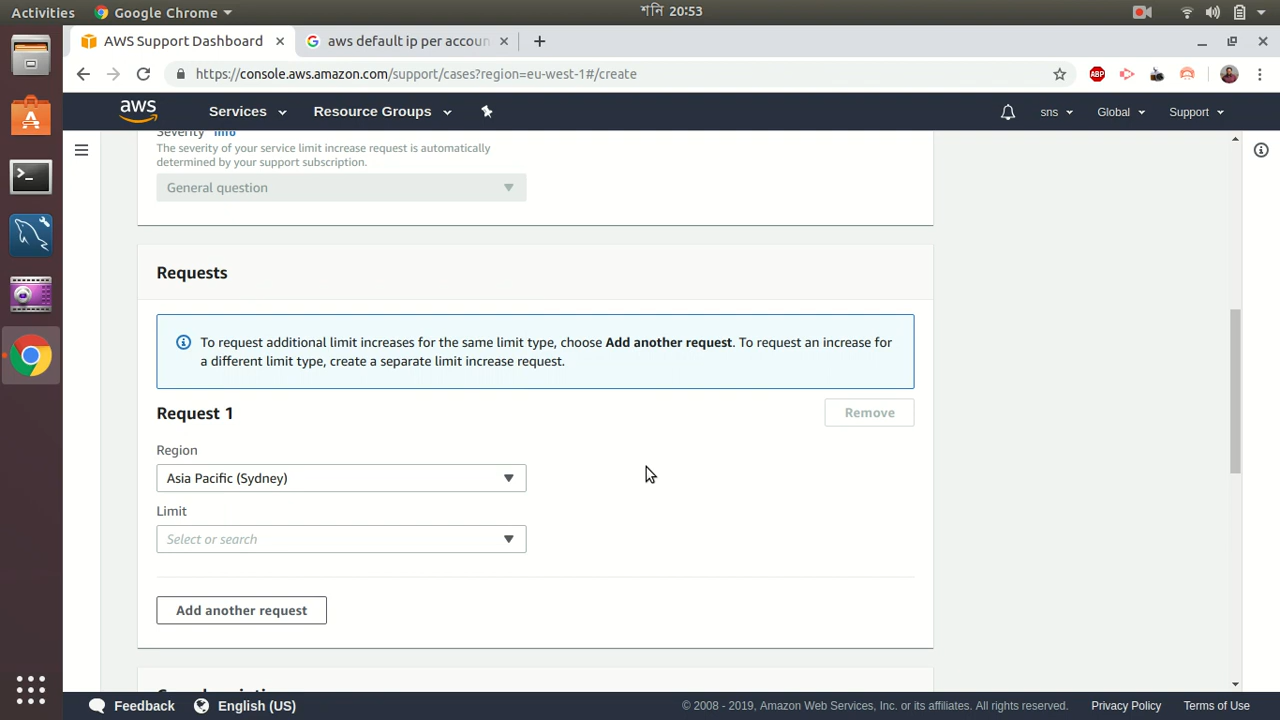 Activities
Google Chrome
শনি 20:53
AWS Support Dashboard
aws default ip per accoun
https://console.aws.amazon.com/support/cases?region=eu-west-1#/create
ABP
aws
Services
Resource Groups
sns
Global
Support
Severity Info
The severity of your service limit increase request is automatically
determined by your support subscription.
General question
Requests
To request additional limit increases for the same limit type, choose Add another request. To request an increase for
a different limit type, create a separate limit increase request.
Request 1
Remove
Region
Asia Pacific (Sydney)
Limit
Select or search
Add another request
Feedback
English (US)
© 2008 - 2019, Amazon Web Services, Inc. or its affiliates. All rights reserved.
Privacy Policy
Terms of Use